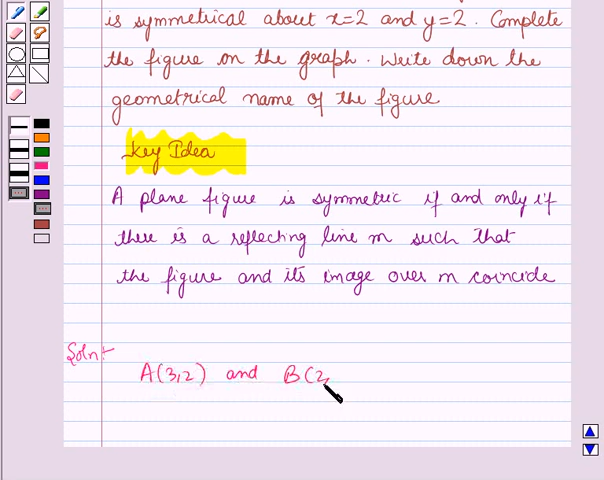 is symmetrical about x=2 and y=2. Complete
the figure on the graph. Write down the
geometrical name of the figure
Key Idea
A plane figure is symmetric if and only if
there is a reflecting line m such that
the figure and its image over m coincide
Soln:-
A(3,2) and B(2,